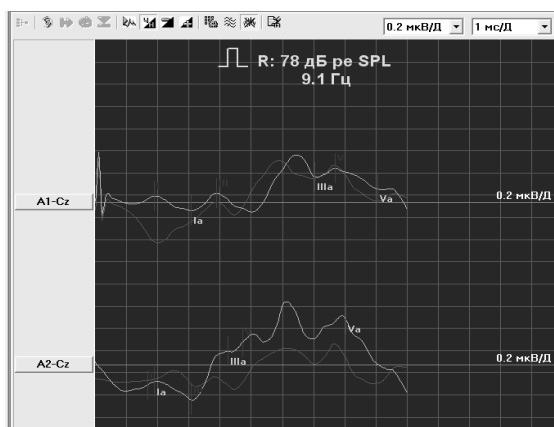 0.2 мкВ/Д 1 мс/Д
R: 78 дБ ре SPL
9.1 Гц
A1-Cz
Ia
IIIa
Va
0.2 мкВ/Д
A2-Cz
Ia
IIIa
Va
0.2 мкВ/Д